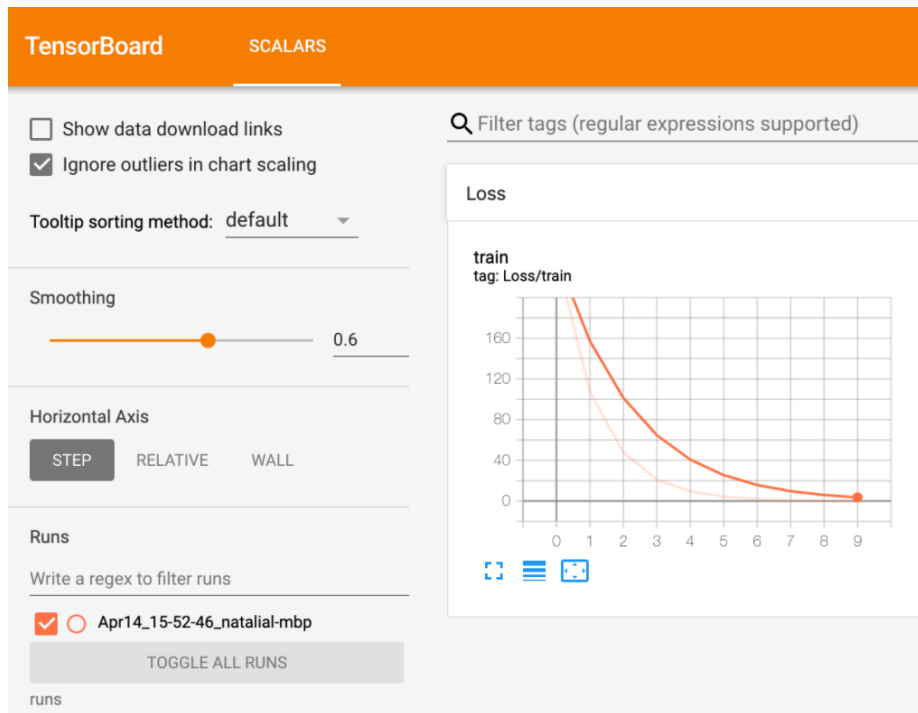 TensorBoard SCALARS
Show data download links
Ignore outliers in chart scaling
Tooltip sorting method: default
Smoothing
0.6
Horizontal Axis
STEP RELATIVE WALL
Runs
Write a regex to filter runs
Apr14_15-52-46_natalial-mbp
TOGGLE ALL RUNS
runs
Filter tags (regular expressions supported)
Loss
train
tag: Loss/train
160
120
80
40
0
0 1 2 3 4 5 6 7 8 9